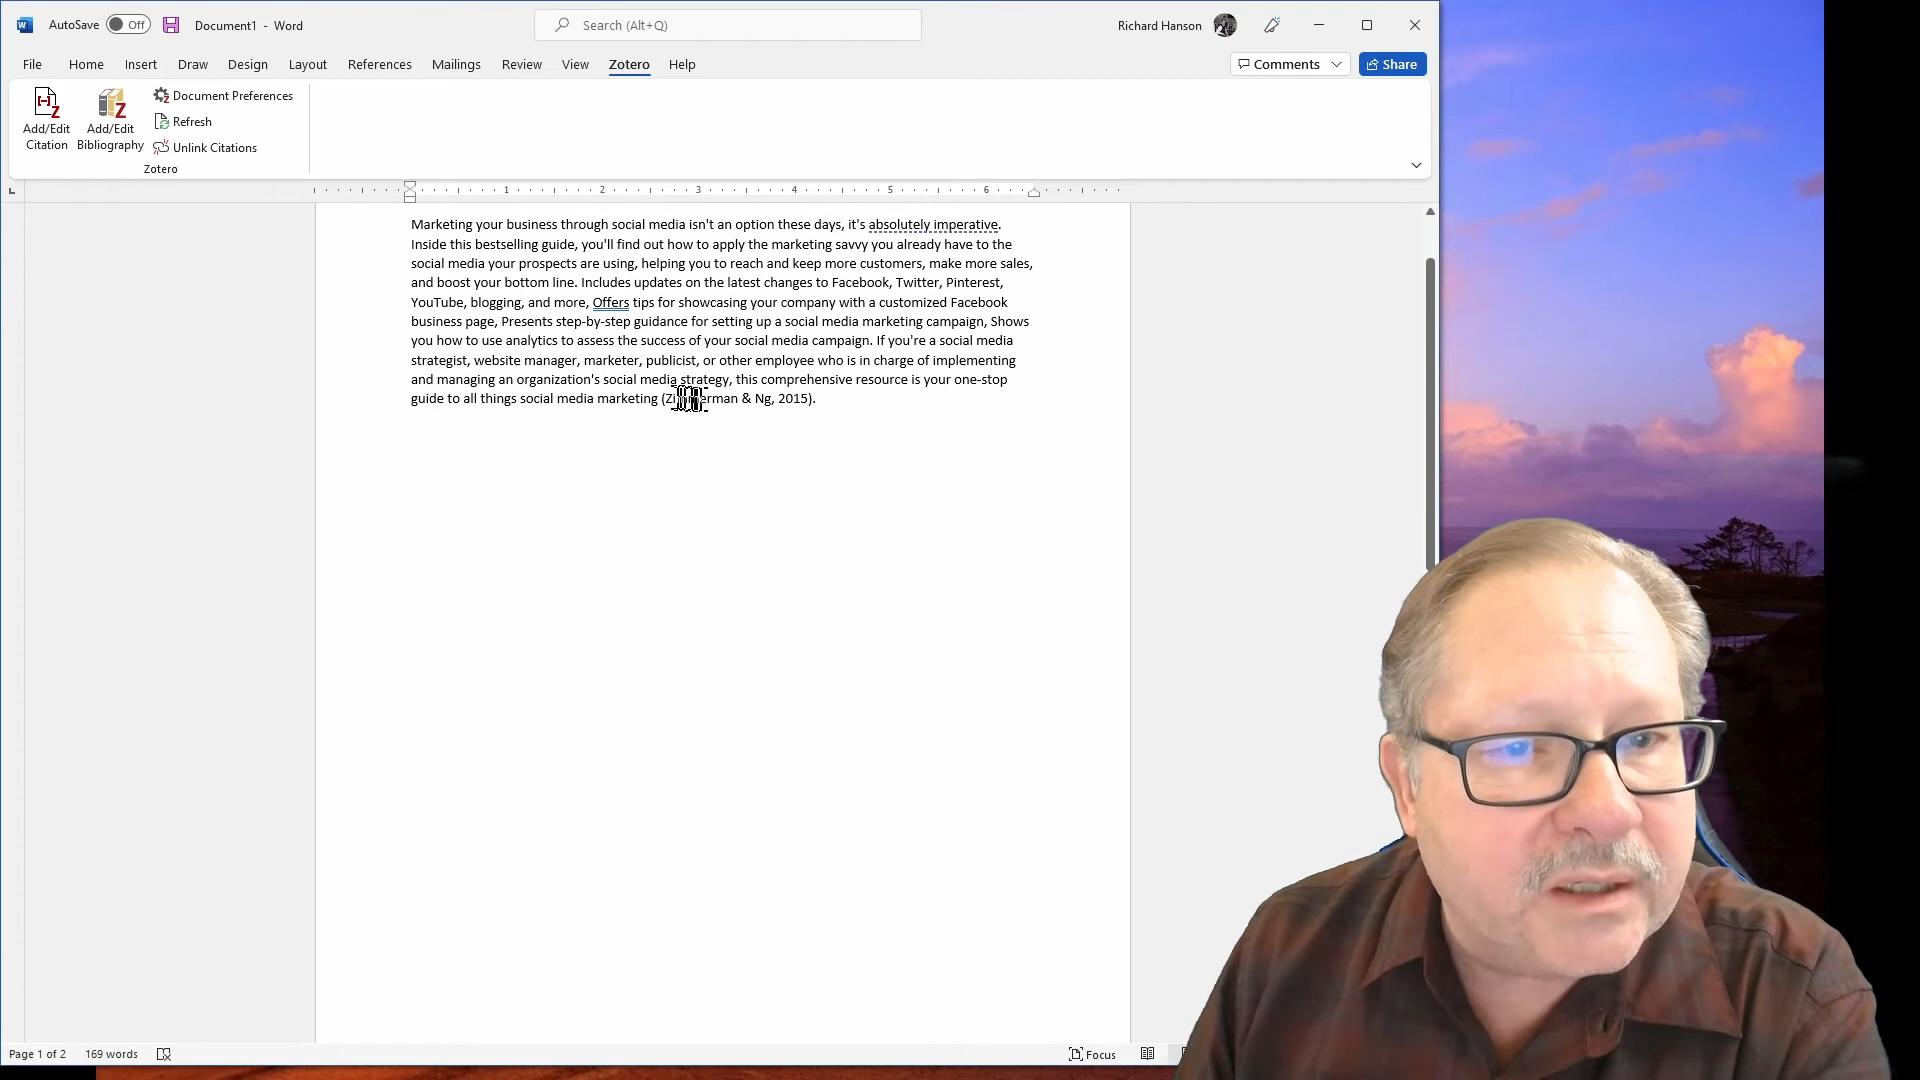 AutoSave Off Document1 - Word Search (Alt+Q) Richard Hanson
File Home Insert Draw Design Layout References Mailings Review View Zotero Help Comments Share
Add/Edit Citation
Add/Edit Bibliography
Document Preferences
Refresh
Unlink Citations
Zotero
1 2 3 4 5 6
Marketing your business through social media isn't an option these days, it's absolutely imperative.
Inside this bestselling guide, you'll find out how to apply the marketing savvy you already have to the
social media your prospects are using, helping you to reach and keep more customers, make more sales,
and boost your bottom line. Includes updates on the latest changes to Facebook, Twitter, Pinterest,
YouTube, blogging, and more, Offers tips for showcasing your company with a customized Facebook
business page, Presents step-by-step guidance for setting up a social media marketing campaign, Shows
you how to use analytics to assess the success of your social media campaign. If you're a social media
strategist, website manager, marketer, publicist, or other employee who is in charge of implementing
and managing an organization's social media strategy, this comprehensive resource is your one-stop
guide to all things social media marketing & Ng, 2015).
Page 1 of 2 169 words Focus